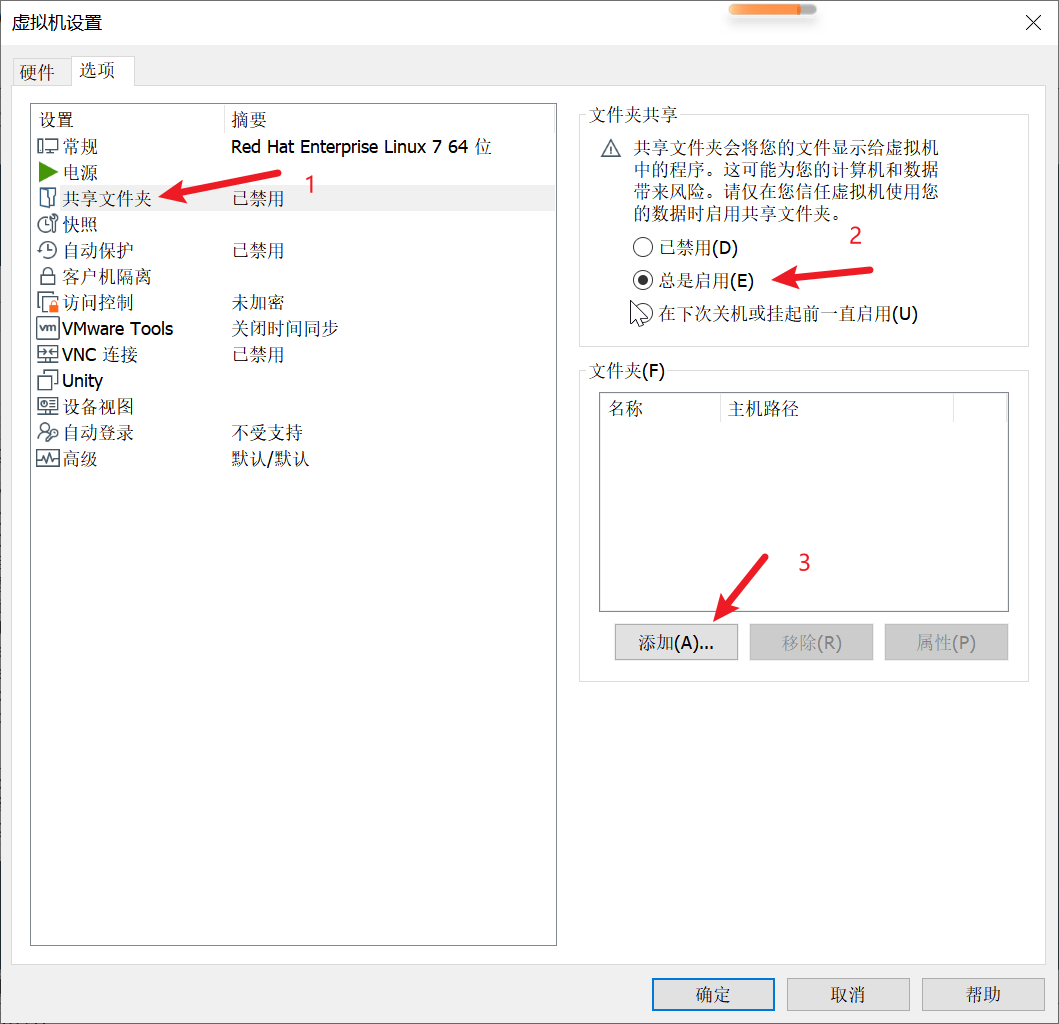 虚拟机设置
硬件 选项
设置 摘要
常规 Red Hat Enterprise Linux 7 64 位
电源
共享文件夹 已禁用
1
快照
自动保护 已禁用
客户机隔离
访问控制 未加密
VMware Tools 关闭时间同步
VNC 连接 已禁用
Unity
设备视图
自动登录 不受支持
高级 默认/默认
文件夹共享
共享文件夹会将您的文件显示给虚拟机
中的程序。这可能为您的计算机和数据
带来风险。请仅在您信任虚拟机使用您
的数据时启用共享文件夹。
已禁用(D)
2
总是启用(E)
在下次关机或挂起前一直启用(U)
文件夹(F)
名称 主机路径
3
添加(A)... 移除(R) 属性(P)
确定 取消 帮助